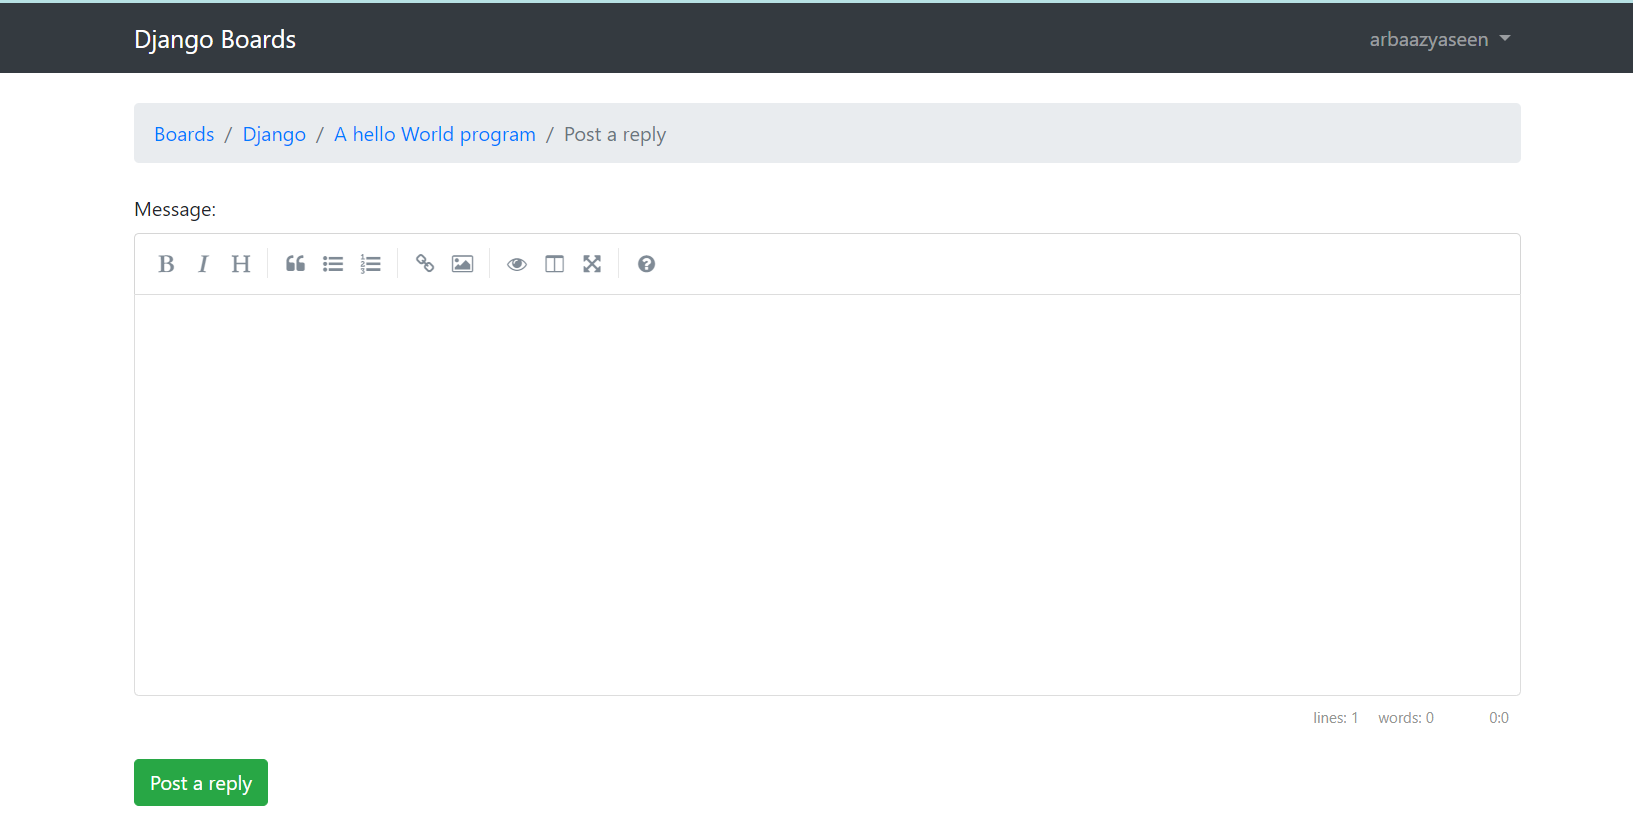 Django Boards arbaazyaseen
Boards / Django / A hello World program / Post a reply
Message:
B I H
lines: 1 words: 0 0:0
Post a reply